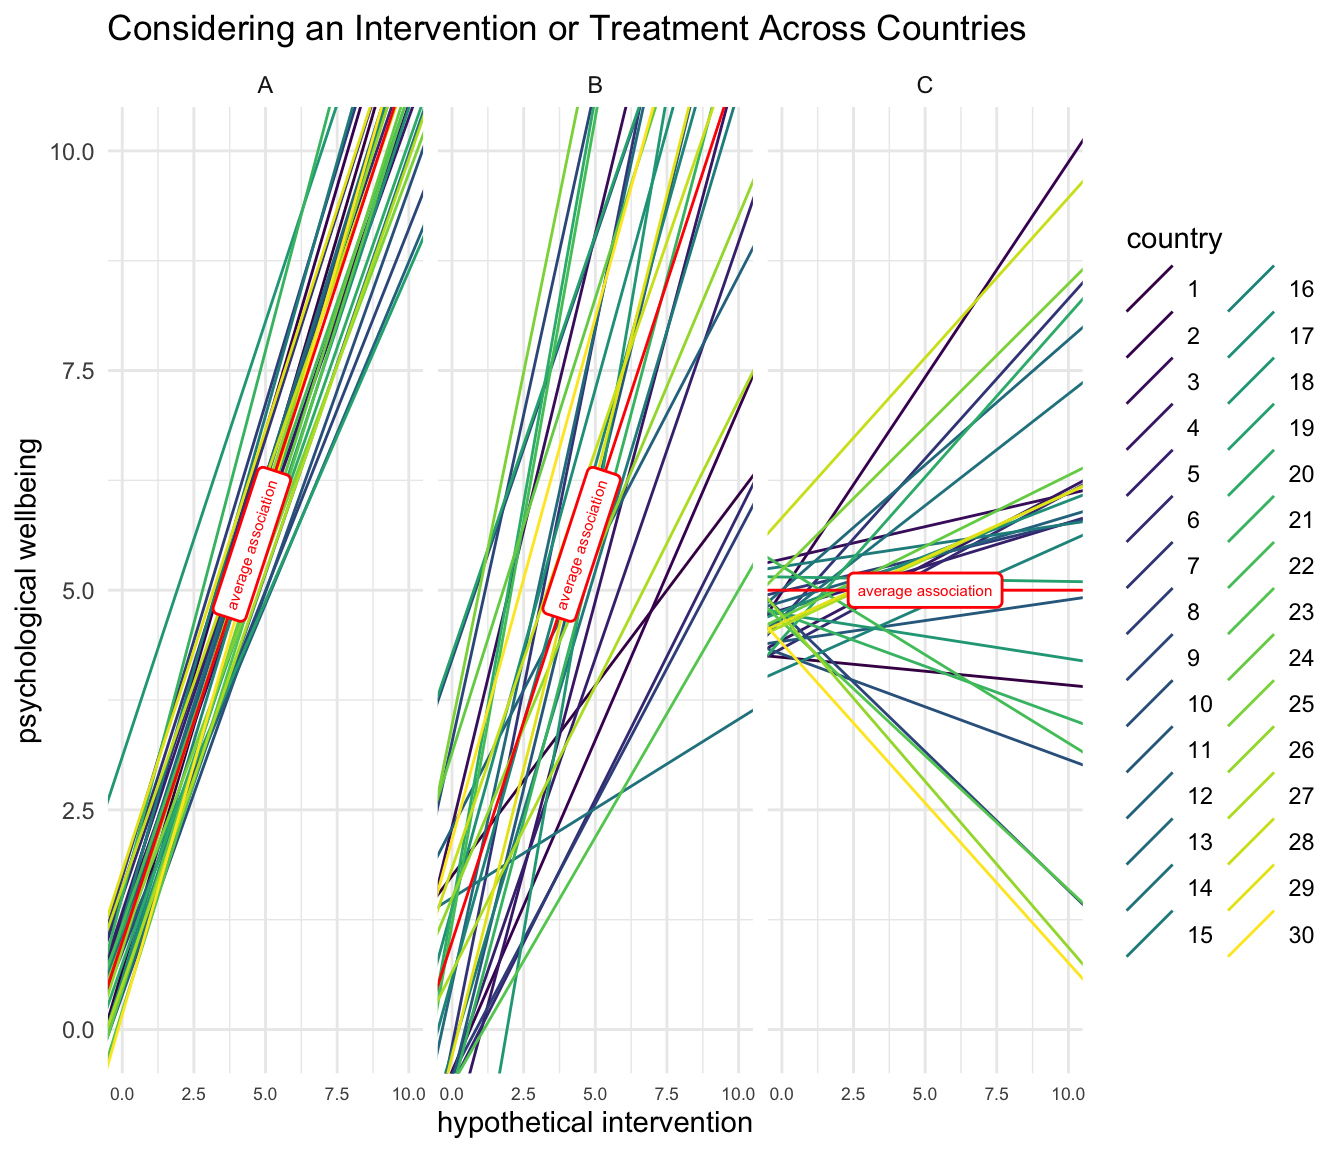 Considering an Intervention or Treatment Across Countries
A
B
C
10.0
7.5
5.0
2.5
0.0
psychological wellbeing
average association
average association
average association
0.0 2.5 5.0 7.5 10.0
0.0 2.5 5.0 7.5 10.0
0.0 2.5 5.0 7.5 10.0
hypothetical intervention
country
1 16
2 17
3 18
4 19
5 20
6 21
7 22
8 23
9 24
10 25
11 26
12 27
13 28
14 29
15 30